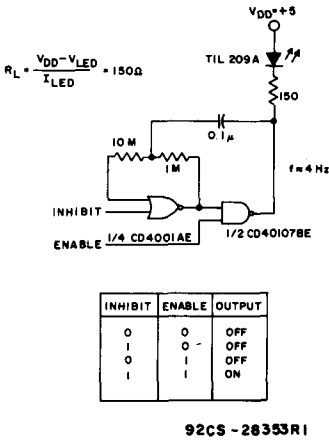 V_DD=+5
TIL 209A
R_L = (V_DD-V_LED)/I_LED = 150Ω
150
0.1μ
10 M
1M
f≈4 Hz
INHIBIT
ENABLE
1/4 CD4001AE
1/2 CD40107BE
INHIBIT ENABLE OUTPUT
0 0 OFF
1 0 OFF
0 1 OFF
1 1 ON
92CS-28353R1